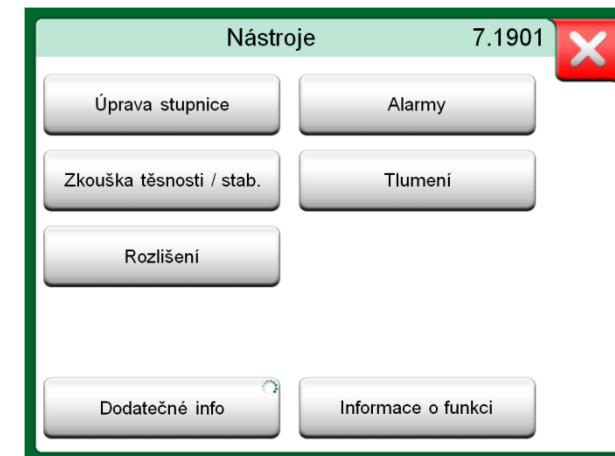 Nástroje 7.1901
Úprava stupnice Alarmy
Zkouška těsnosti / stab. Tlumení
Rozlišení
Dodatečné info Informace o funkci